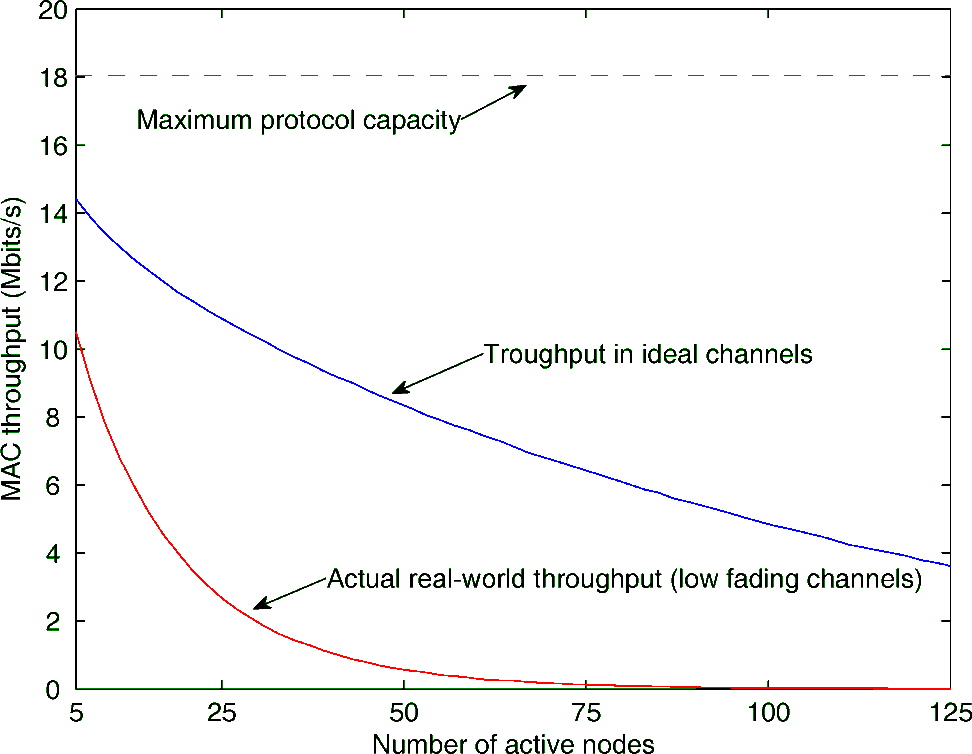 20
18
Maximum protocol capacity
16
14
12
10
Troughput in ideal channels
8
6
4
Actual real-world throughput (low fading channels)
2
0
MAC throughput (Mbits/s)
5 25 50 75 100 125
Number of active nodes